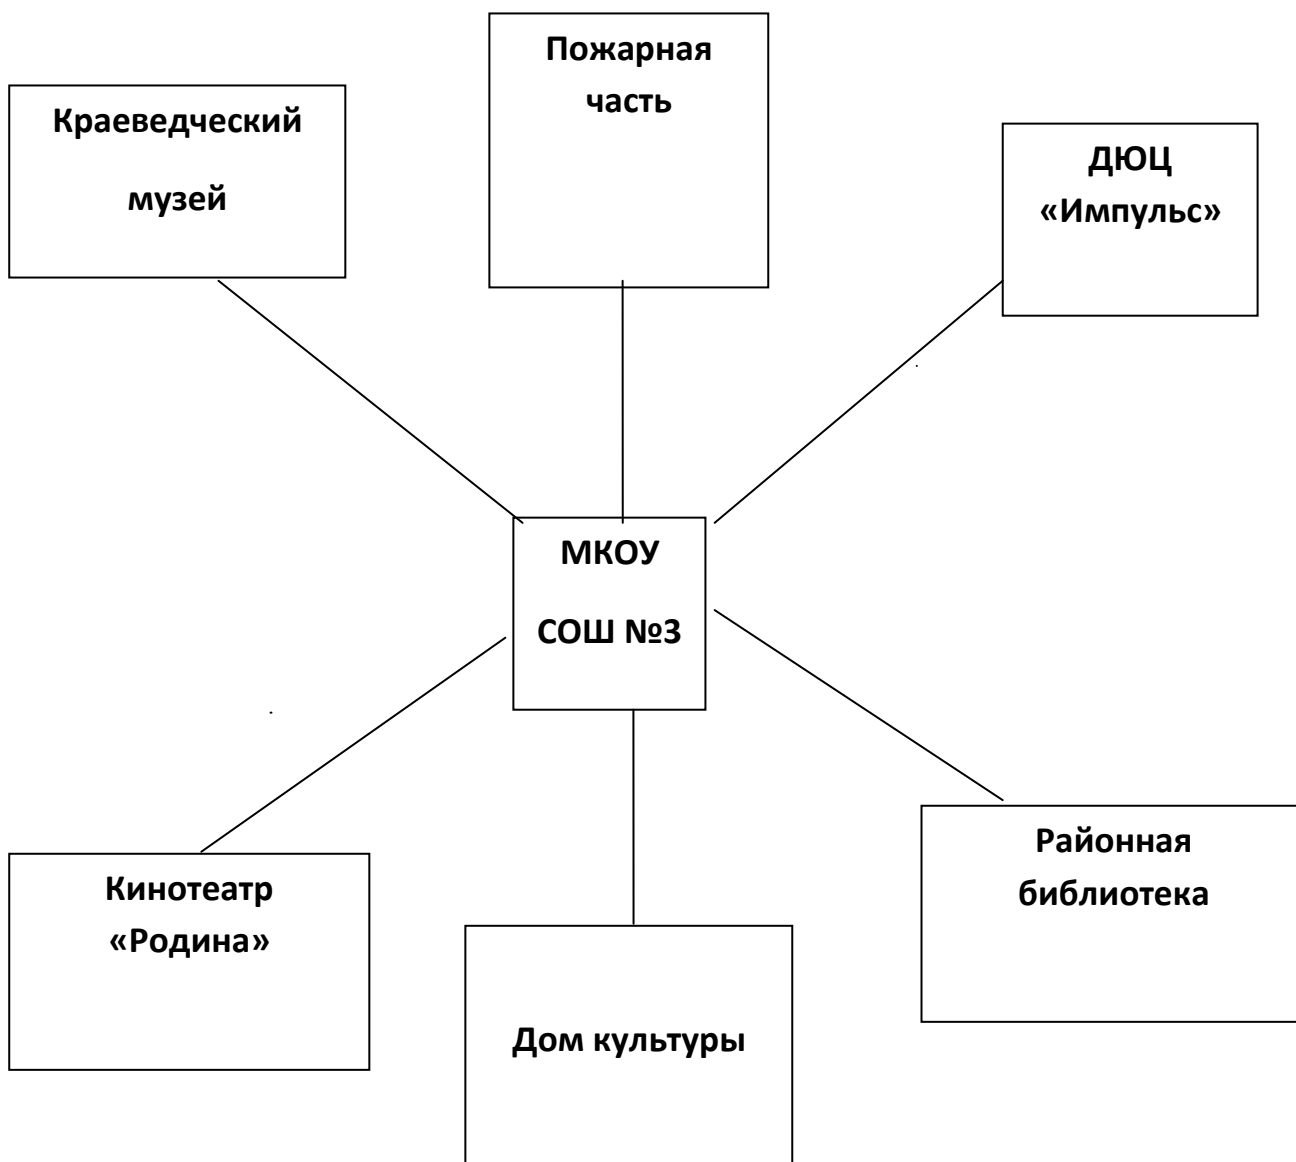 Пожарная
часть
Краеведческий
музей
ДЮЦ
«Импульс»
МКОУ
СОШ №3
Районная
библиотека
Кинотеатр
«Родина»
Дом культуры